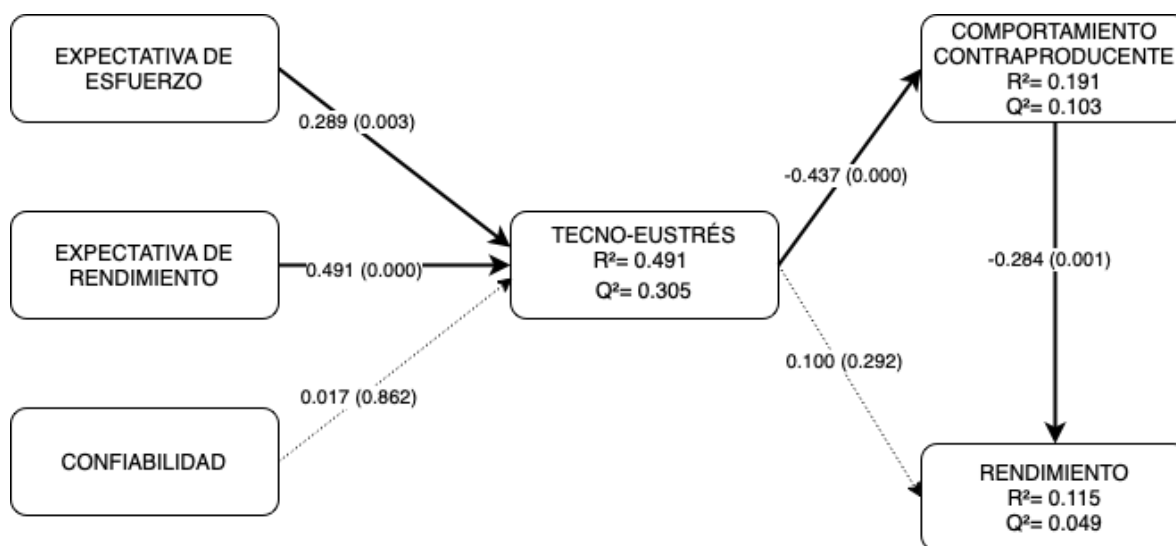 EXPECTATIVA DE
ESFUERZO
0.289 (0.003)
EXPECTATIVA DE
RENDIMIENTO
0.491 (0.000)
CONFIABILIDAD
0.017 (0.862)
TECNO-EUSTRÉS
R²= 0.491
Q²= 0.305
-0.437 (0.000)
0.100 (0.292)
COMPORTAMIENTO
CONTRAPRODUCENTE
R²= 0.191
Q²= 0.103
-0.284 (0.001)
RENDIMIENTO
R²= 0.115
Q²= 0.049